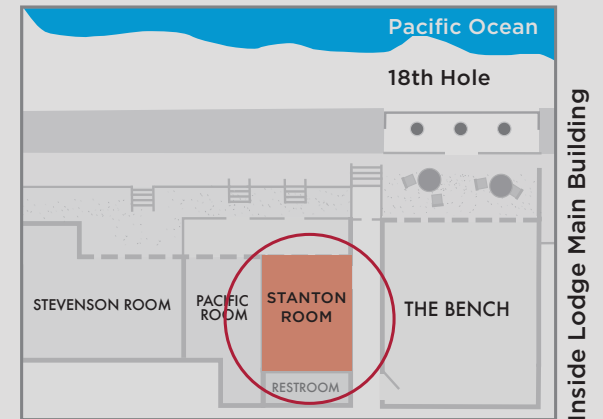 Pacific Ocean
18th Hole
STEVENSON ROOM
PACIFIC
ROOM
STANTON
ROOM
THE BENCH
RESTROOM
Inside Lodge Main Building